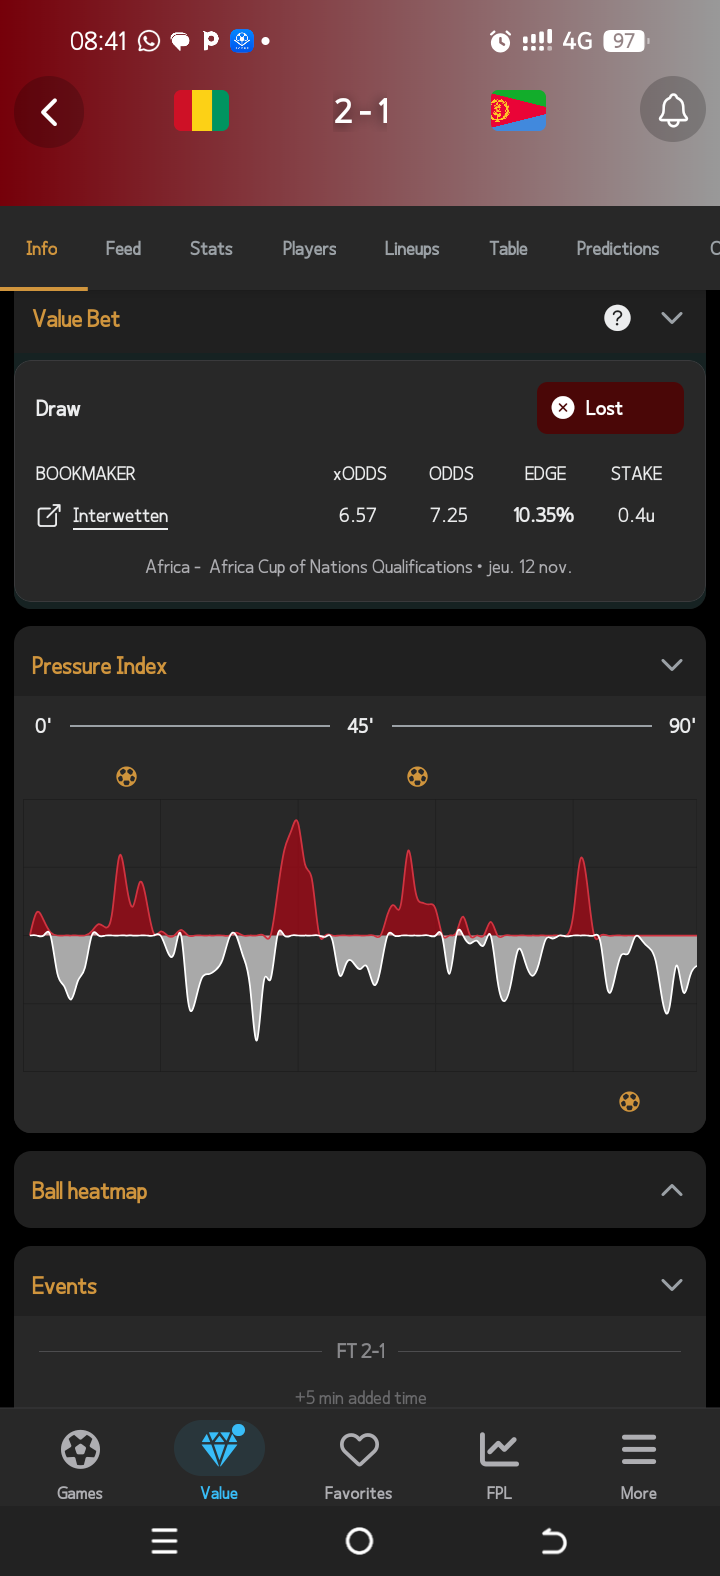 08:41 4G 97
2 - 1
Info Feed Stats Players Lineups Table Predictions
Value Bet ?
Draw Lost
BOOKMAKER xODDS ODDS EDGE STAKE
Interwetten 6.57 7.25 10.35% 0.4u
Africa - Africa Cup of Nations Qualifications • jeu. 12 nov.
Pressure Index
0' 45' 90'
Ball heatmap
Events
FT 2-1
+5 min added time
Games Value Favorites FPL More